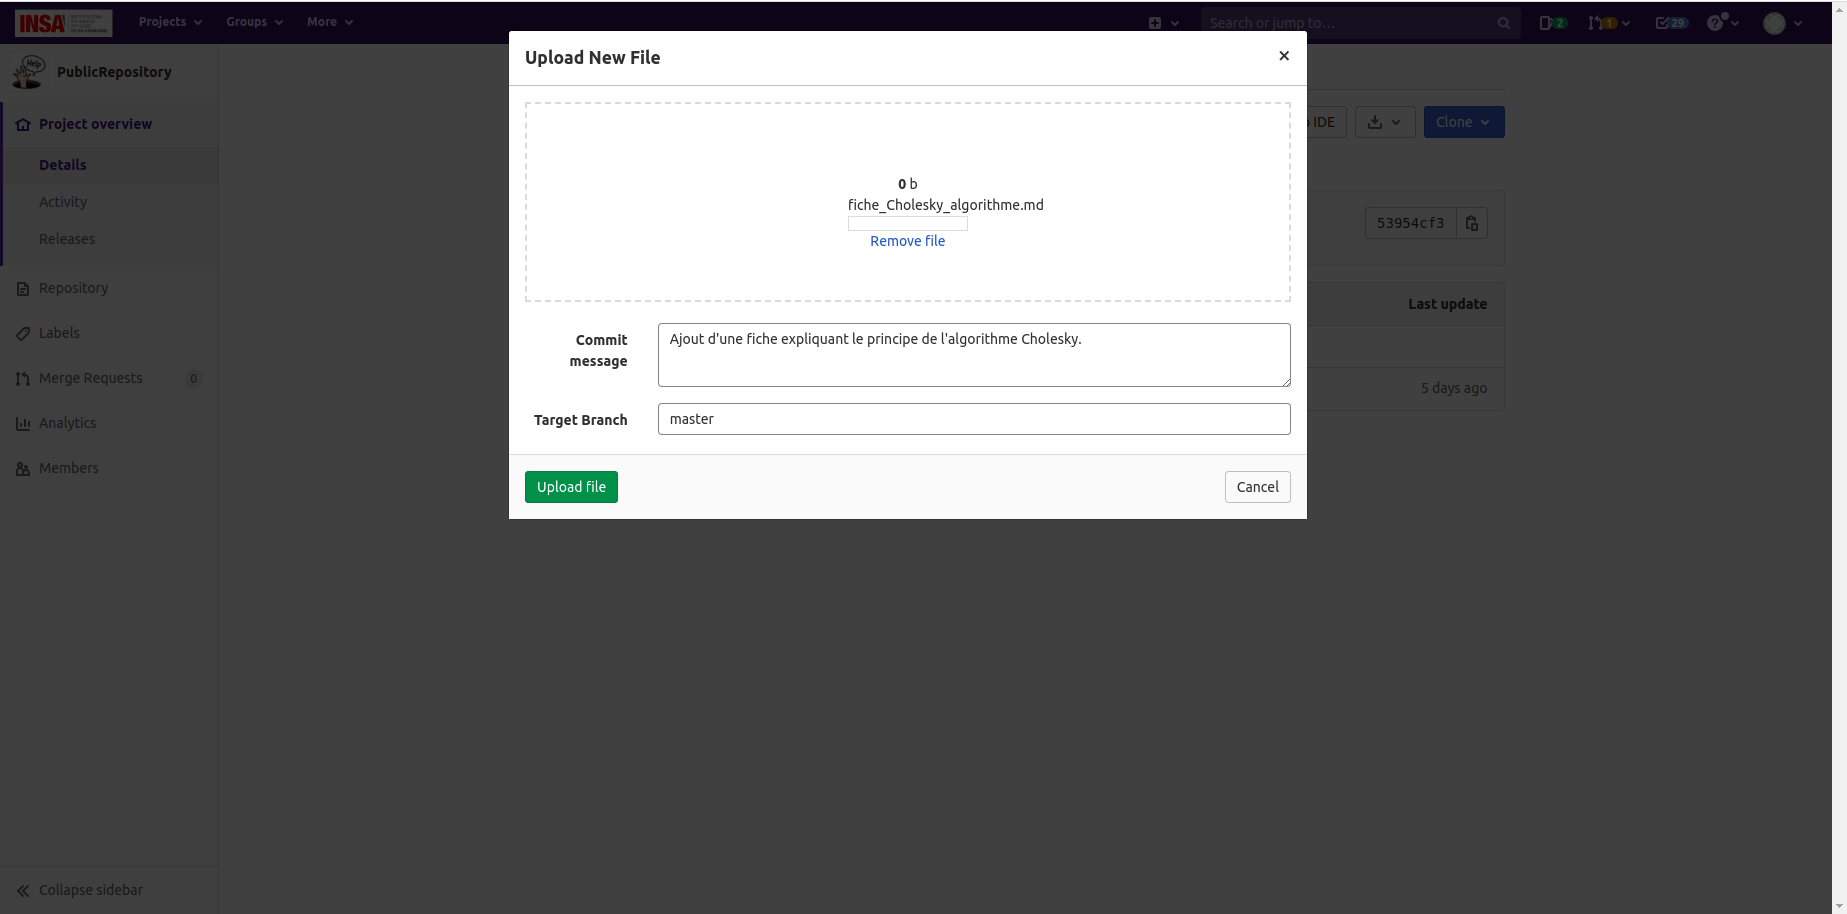 INSA
Projects
Groups
More
Search or jump to...
2
1
29
Help
PublicRepository
Project overview
Details
Activity
Releases
Repository
Labels
Merge Requests 0
Analytics
Members
Collapse sidebar
Upload New File
×
0 b
fiche_Cholesky_algorithme.md
Remove file
Commit message
Ajout d'une fiche expliquant le principe de l'algorithme Cholesky.
Target Branch
master
Upload file
Cancel
IDE
Clone
53954cf3
Last update
5 days ago